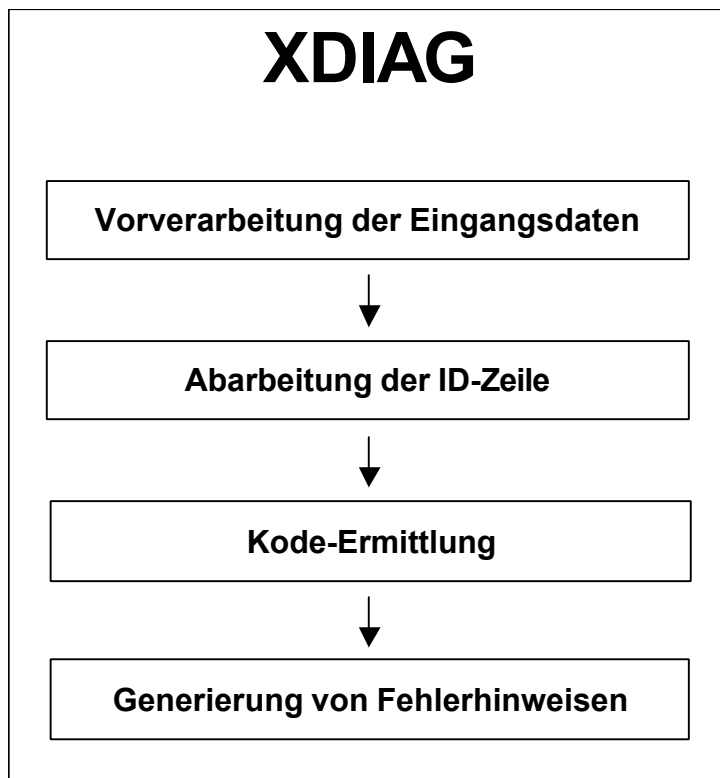 XDIAG
Vorverarbeitung der Eingangsdaten
Abarbeitung der ID-Zeile
Kode-Ermittlung
Generierung von Fehlerhinweisen